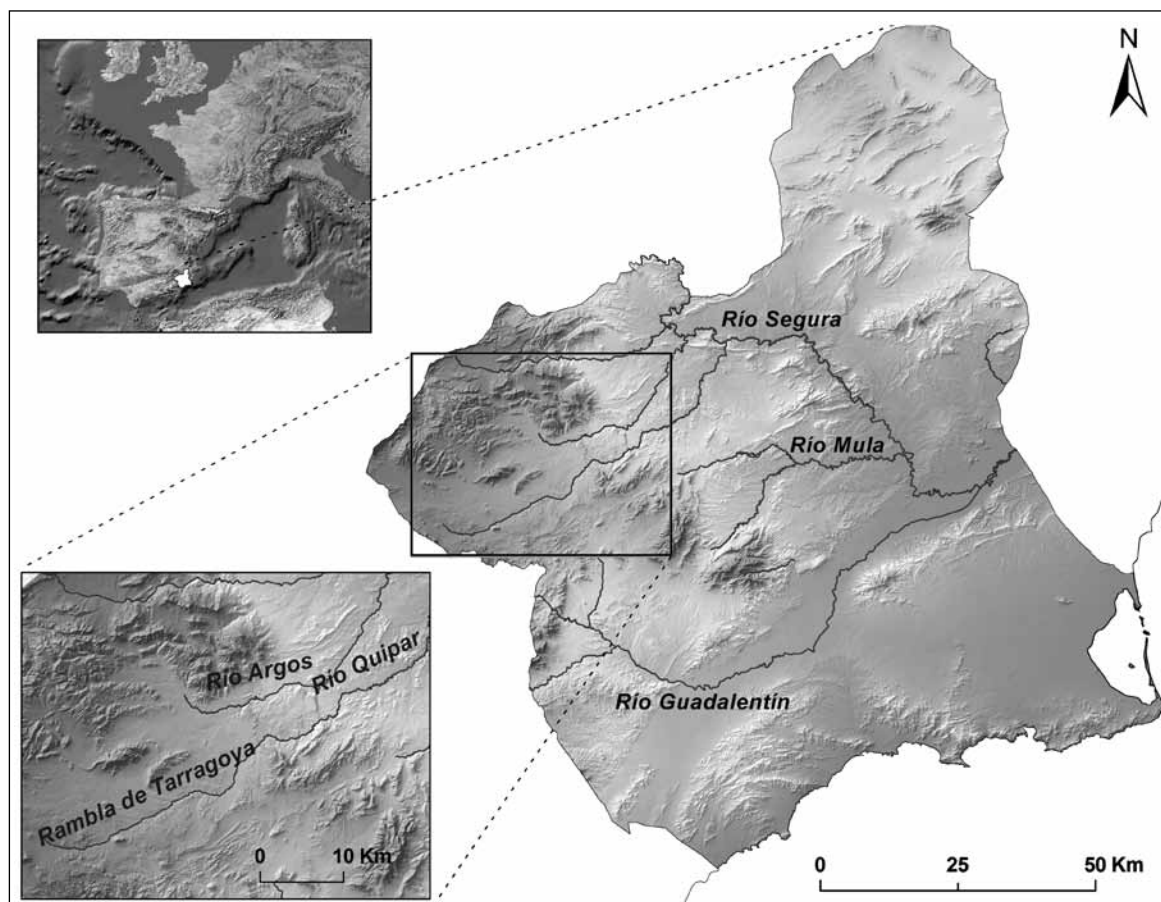 N
Río Segura
Río Mula
Río Guadalentín
Río Argos
Río Quipar
Rambla de Tarragoya
0 10 Km
0 25 50 Km